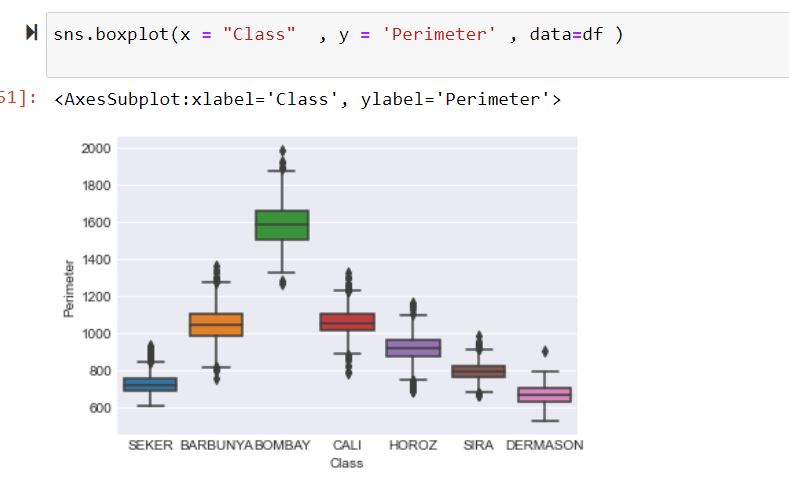 sns.boxplot(x = "Class"  , y = 'Perimeter' , data=df )
51]: <AxesSubplot:xlabel='Class', ylabel='Perimeter'>
2000
1800
1600
1400
1200
1000
800
600
Perimeter
SEKER BARBUNYA BOMBAY CALI HOROZ SIRA DERMASON
Class